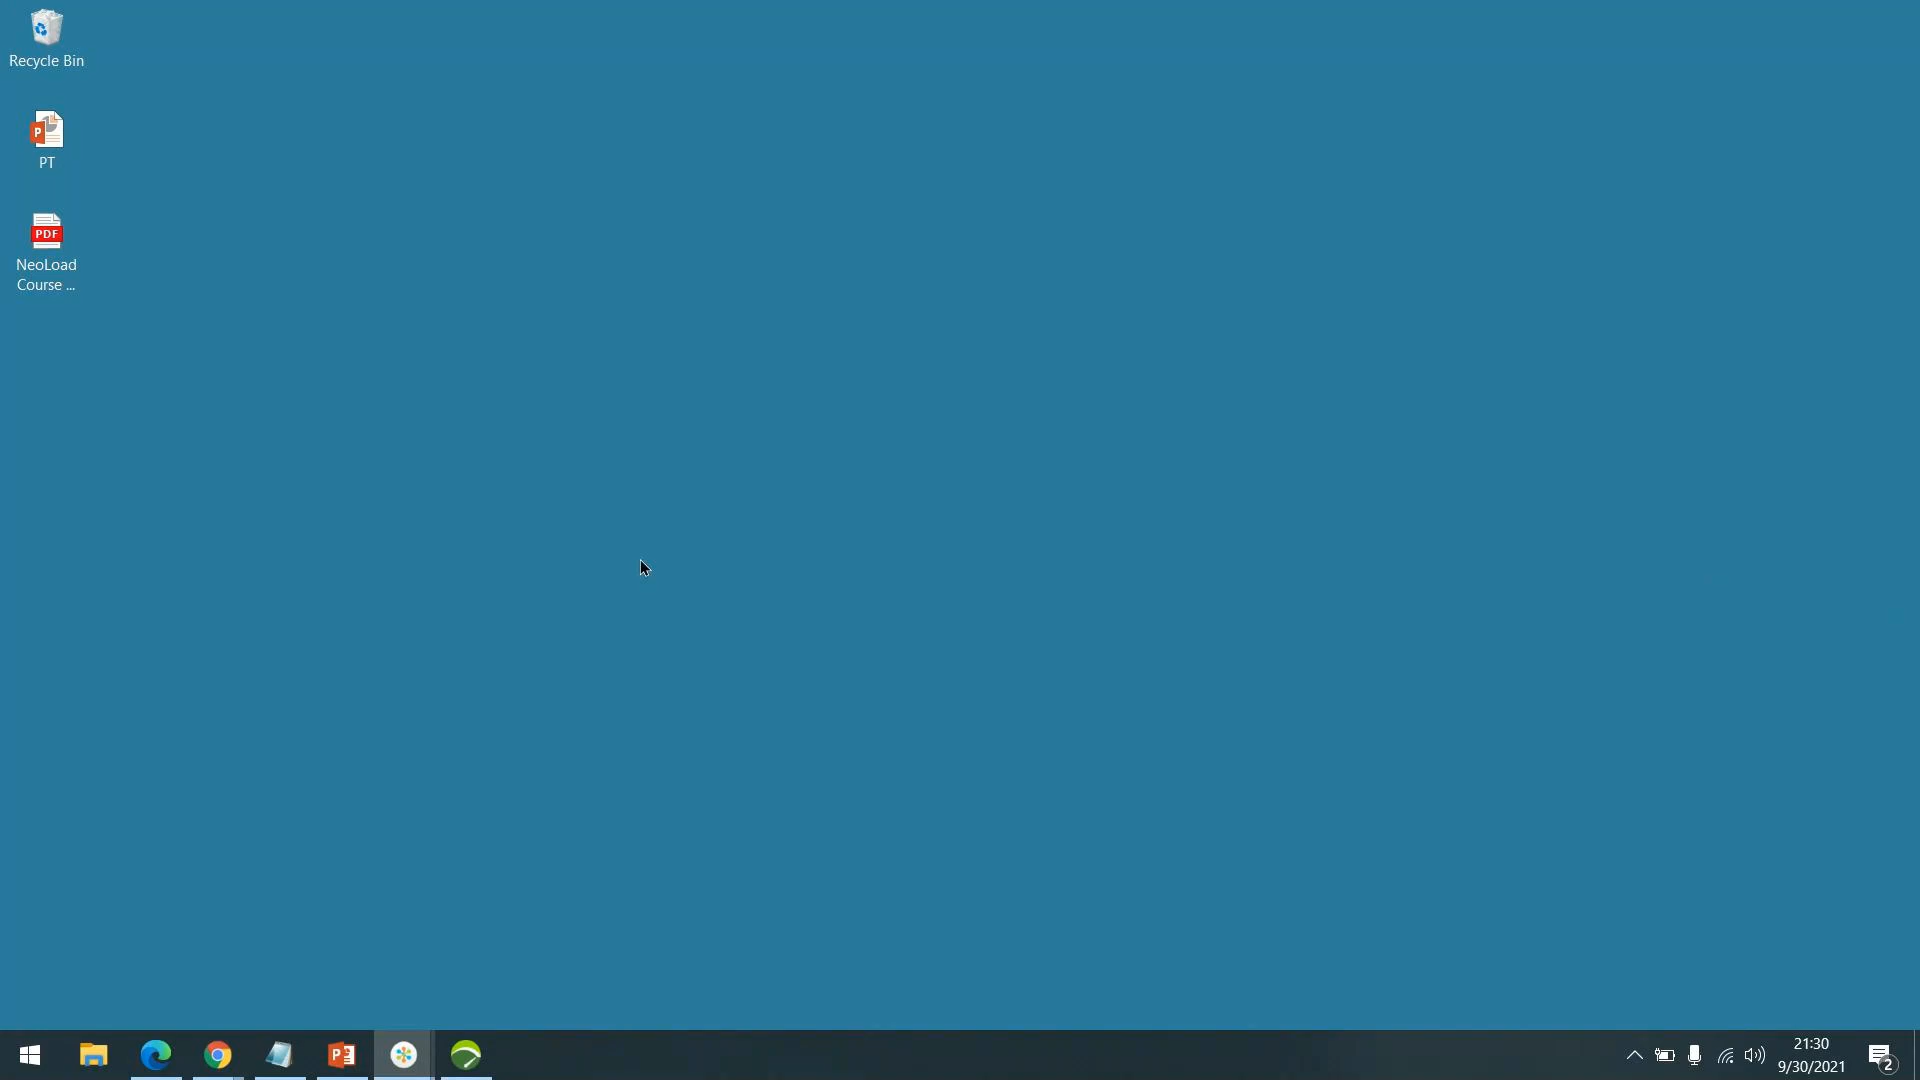 Recycle Bin
PT
PDF
NeoLoad
Course ...
21:30
9/30/2021
2